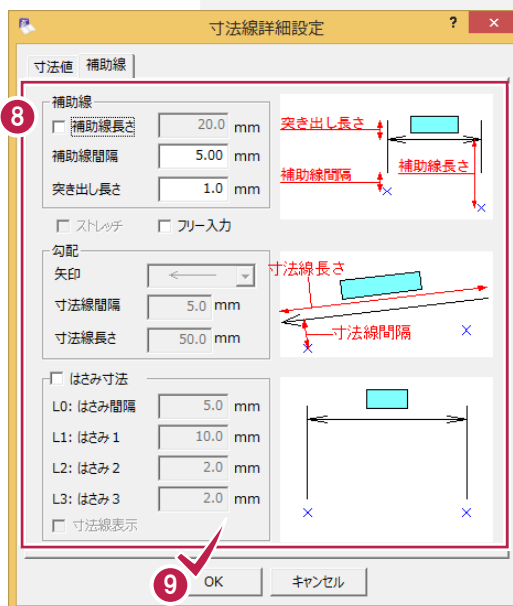 寸法線詳細設定 ? ×
寸法値 補助線
8
補助線
補助線長さ 20.0 mm
補助線間隔 5.00 mm
突き出し長さ 1.0 mm
突き出し長さ
補助線間隔
補助線長さ
ストレッチ フリー入力
勾配
矢印
寸法線間隔 5.0 mm
寸法線長さ 50.0 mm
寸法線長さ
寸法線間隔
はさみ寸法
L0: はさみ間隔 5.0 mm
L1: はさみ1 10.0 mm
L2: はさみ2 2.0 mm
L3: はさみ3 2.0 mm
寸法線表示
9
OK キャンセル